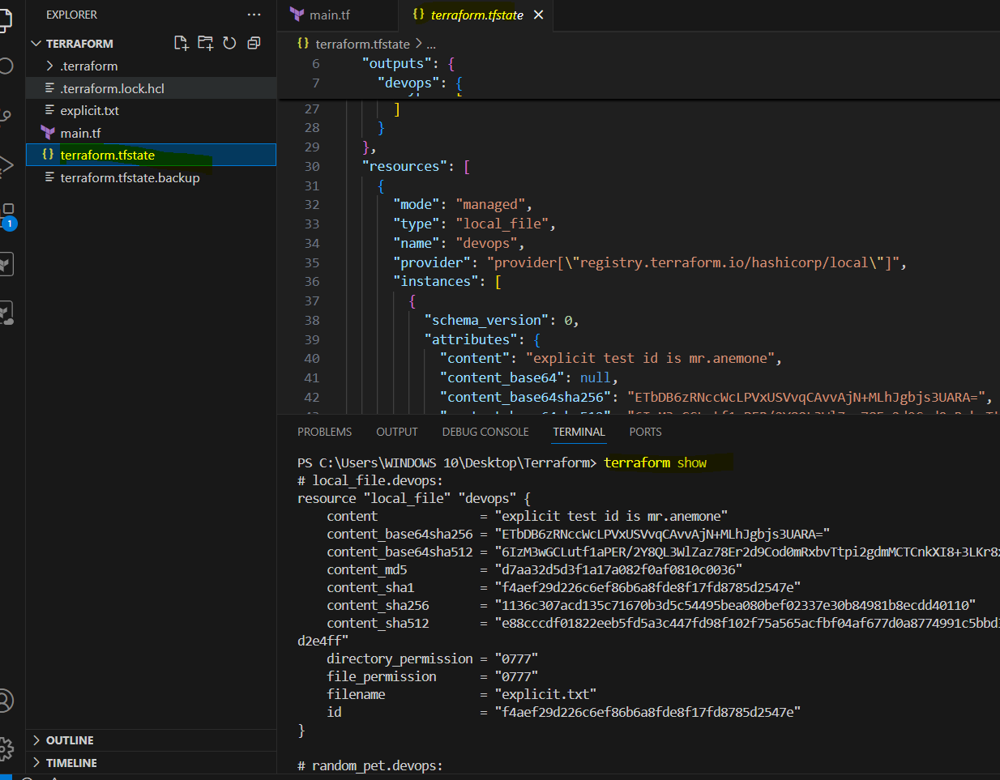 EXPLORER
TERRAFORM
.terraform
.terraform.lock.hcl
explicit.txt
main.tf
{} terraform.tfstate
terraform.tfstate.backup
1
OUTLINE
TIMELINE
main.tf
{} terraform.tfstate
{} terraform.tfstate > ...
6 "outputs": {
7 "devops": {
27 ]
28 }
29 },
30 "resources": [
31 {
32 "mode": "managed",
33 "type": "local_file",
34 "name": "devops",
35 "provider": "provider[\"registry.terraform.io/hashicorp/local\"]",
36 "instances": [
37 {
38 "schema_version": 0,
39 "attributes": {
40 "content": "explicit test id is mr.anemone",
41 "content_base64": null,
42 "content_base64sha256": "ETbDB6zRNccWcLPVxUSVvqCAvvAjN+MLhJgbjs3UARA=",
PROBLEMS OUTPUT DEBUG CONSOLE TERMINAL PORTS
PS C:\Users\WINDOWS 10\Desktop\Terraform> terraform show
# local_file.devops:
resource "local_file" "devops" {
content = "explicit test id is mr.anemone"
content_base64sha256 = "ETbDB6zRNccWcLPVxUSVvqCAvvAjN+MLhJgbjs3UARA="
content_base64sha512 = "6IzM3wGCLutf1aPER/2Y8QL3WlZaz78Er2d9Cod0mRxbvTtpi2gdmMCTCnkXI8+3LKr8
content_md5 = "d7aa32d5d3f1a17a082f0af0810c0036"
content_sha1 = "f4aef29d226c6ef86b6a8fde8f17fd8785d2547e"
content_sha256 = "1136c307acd135c71670b3d5c54495bea080bef02337e30b84981b8ecdd40110"
content_sha512 = "e88cccdf01822eeb5fd5a3c447fd98f102f75a565acfbf04af677d0a8774991c5bbd
d2e4ff"
directory_permission = "0777"
file_permission = "0777"
filename = "explicit.txt"
id = "f4aef29d226c6ef86b6a8fde8f17fd8785d2547e"
}
# random_pet.devops: